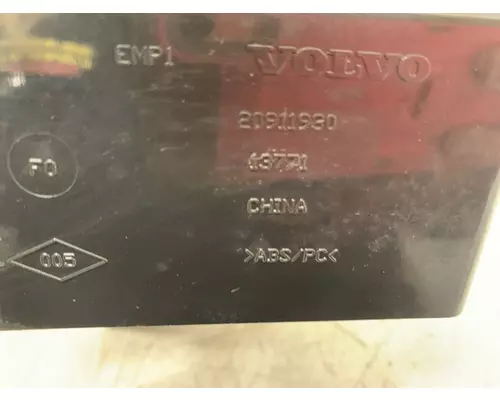 EMP1
VOLVO
20911930
FO
CHINA
005
>ABS/PC<